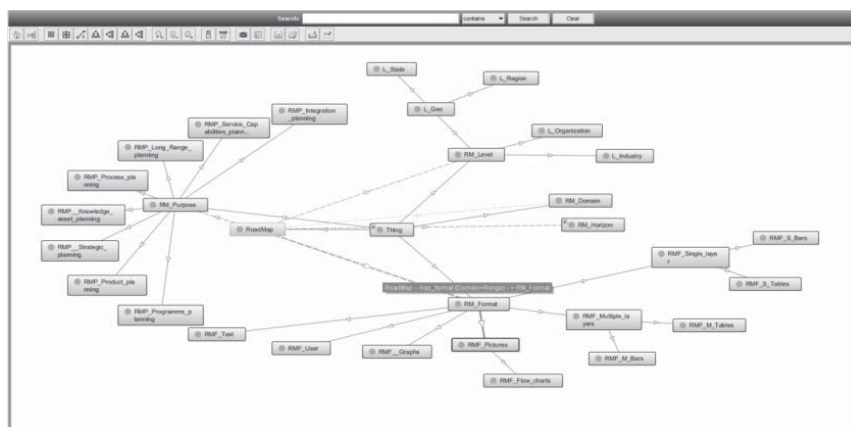 Search:
contains
Search
Clear
L_State
L_Region
L_Geo
RMP_Integration
_planning
RMP_Service_Cap
abilities_plann...
L_Organization
RMP_Long_Range_
planning
RM_Level
L_Industry
RMP_Process_pla
nning
RM_Purpose
RM_Domain
RMP__Knowledge_
asset_planning
RoadMap
Thing
RM_Horizon
RMP__Strategic_
planning
RMF_S_Bars
RMF_Single_laye
r
RMP_Product_pla
nning
RMF_S_Tables
RoadMap -- has_format (Domain>Range) --> RM_Format
RM_Format
RMP_Programme_p
lanning
RMF_Multiple_la
yers
RMF_M_Tables
RMF_Text
RMF_User
RMF__Graphs
RMF_Pictures
RMF_M_Bars
RMF_Flow_charts